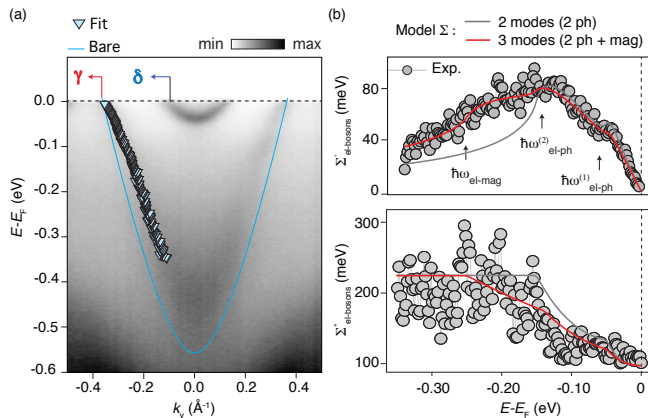 (a)
Fit
Bare
min max
γ
δ
0.0
-0.1
-0.2
-0.3
-0.4
-0.5
-0.6
E-E_F (eV)
-0.4 -0.2 0.0 0.2 0.4
k_y (Å⁻¹)
(b)
Model Σ :
2 modes (2 ph)
3 modes (2 ph + mag)
Exp.
80
40
0
Σ'_el-bosons (meV)
ħω_el-mag
ħω⁽²⁾_el-ph
ħω⁽¹⁾_el-ph
300
200
100
Σ"_el-bosons (meV)
-0.30 -0.20 -0.10 0
E-E_F (eV)